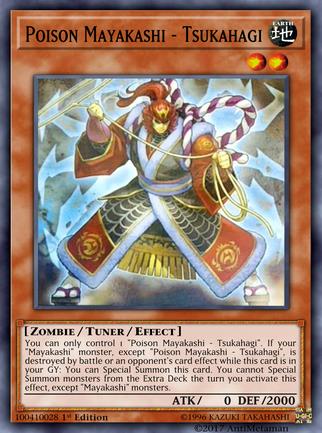 POISON MAYAKASHI - TSUKAHAGI
EARTH
地
[ZOMBIE / TUNER / EFFECT]
You can only control 1 "Poison Mayakashi - Tsukahagi". If your
"Mayakashi" monster, except "Poison Mayakashi - Tsukahagi", is
destroyed by battle or an opponent's card effect while this card is in
your GY: You can Special Summon this card. You cannot Special
Summon monsters from the Extra Deck the turn you activate this
effect, except "Mayakashi" monsters.
ATK/ 0 DEF/ 0
100410028 1st Edition ©1996 KAZUKI TAKAHASHI
©2017 AntiMetaman